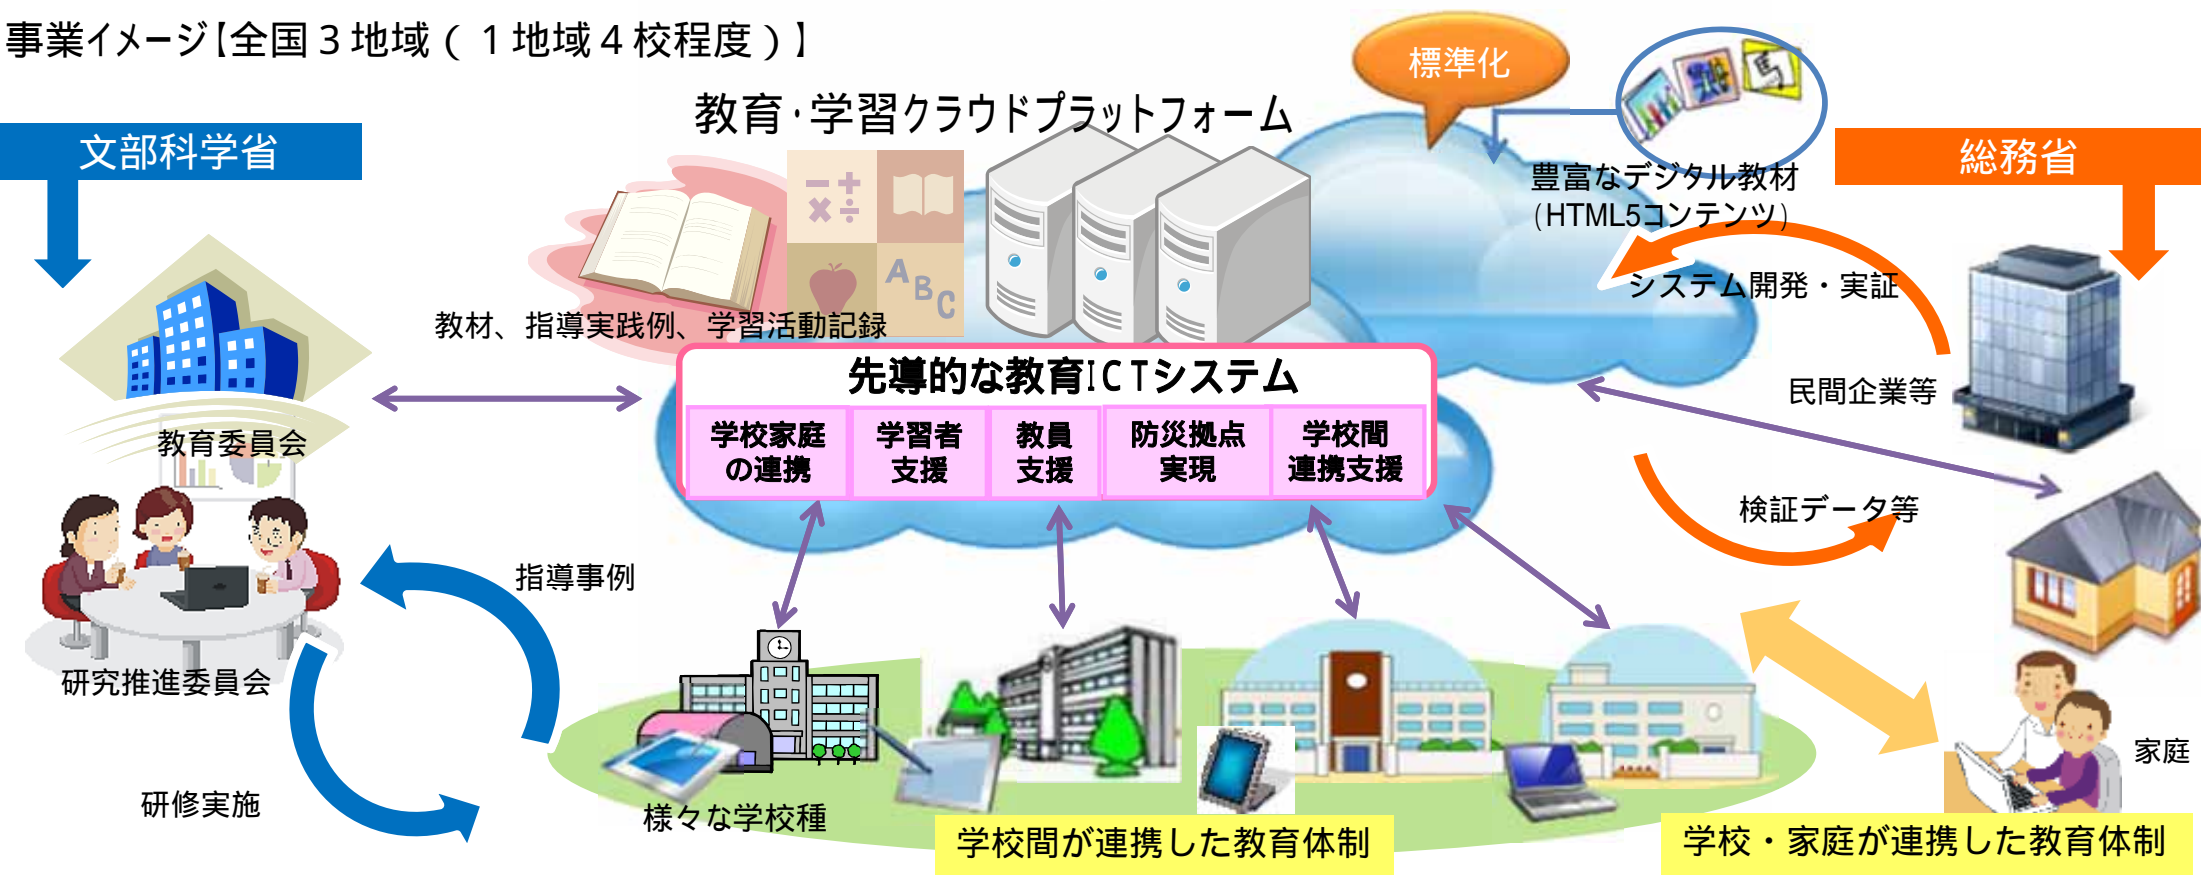 事業イメージ【全国３地域（１地域４校程度）】
標準化
教育・学習クラウドプラットフォーム
文部科学省
総務省
豊富なデジタル教材
(HTML5コンテンツ)
システム開発・実証
教材、指導実践例、学習活動記録
先導的な教育ICTシステム
民間企業等
学校家庭
の連携
学習者
支援
教員
支援
防災拠点
実現
学校間
連携支援
教育委員会
検証データ等
指導事例
研究推進委員会
家庭
研修実施
様々な学校種
学校間が連携した教育体制
学校・家庭が連携した教育体制
A B C
馬